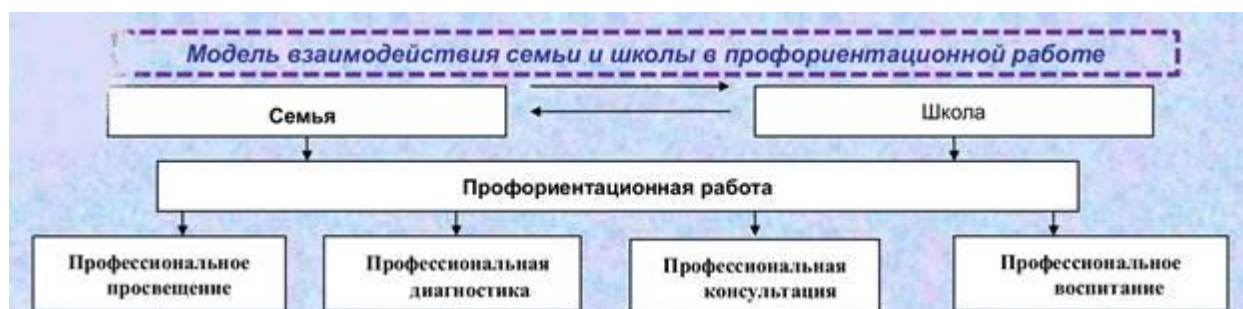 Модель взаимодействия семьи и школы в профориентационной работе
Семья
Школа
Профориентационная работа
Профессиональное
просвещение
Профессиональная
диагностика
Профессиональная
консультация
Профессиональное
воспитание